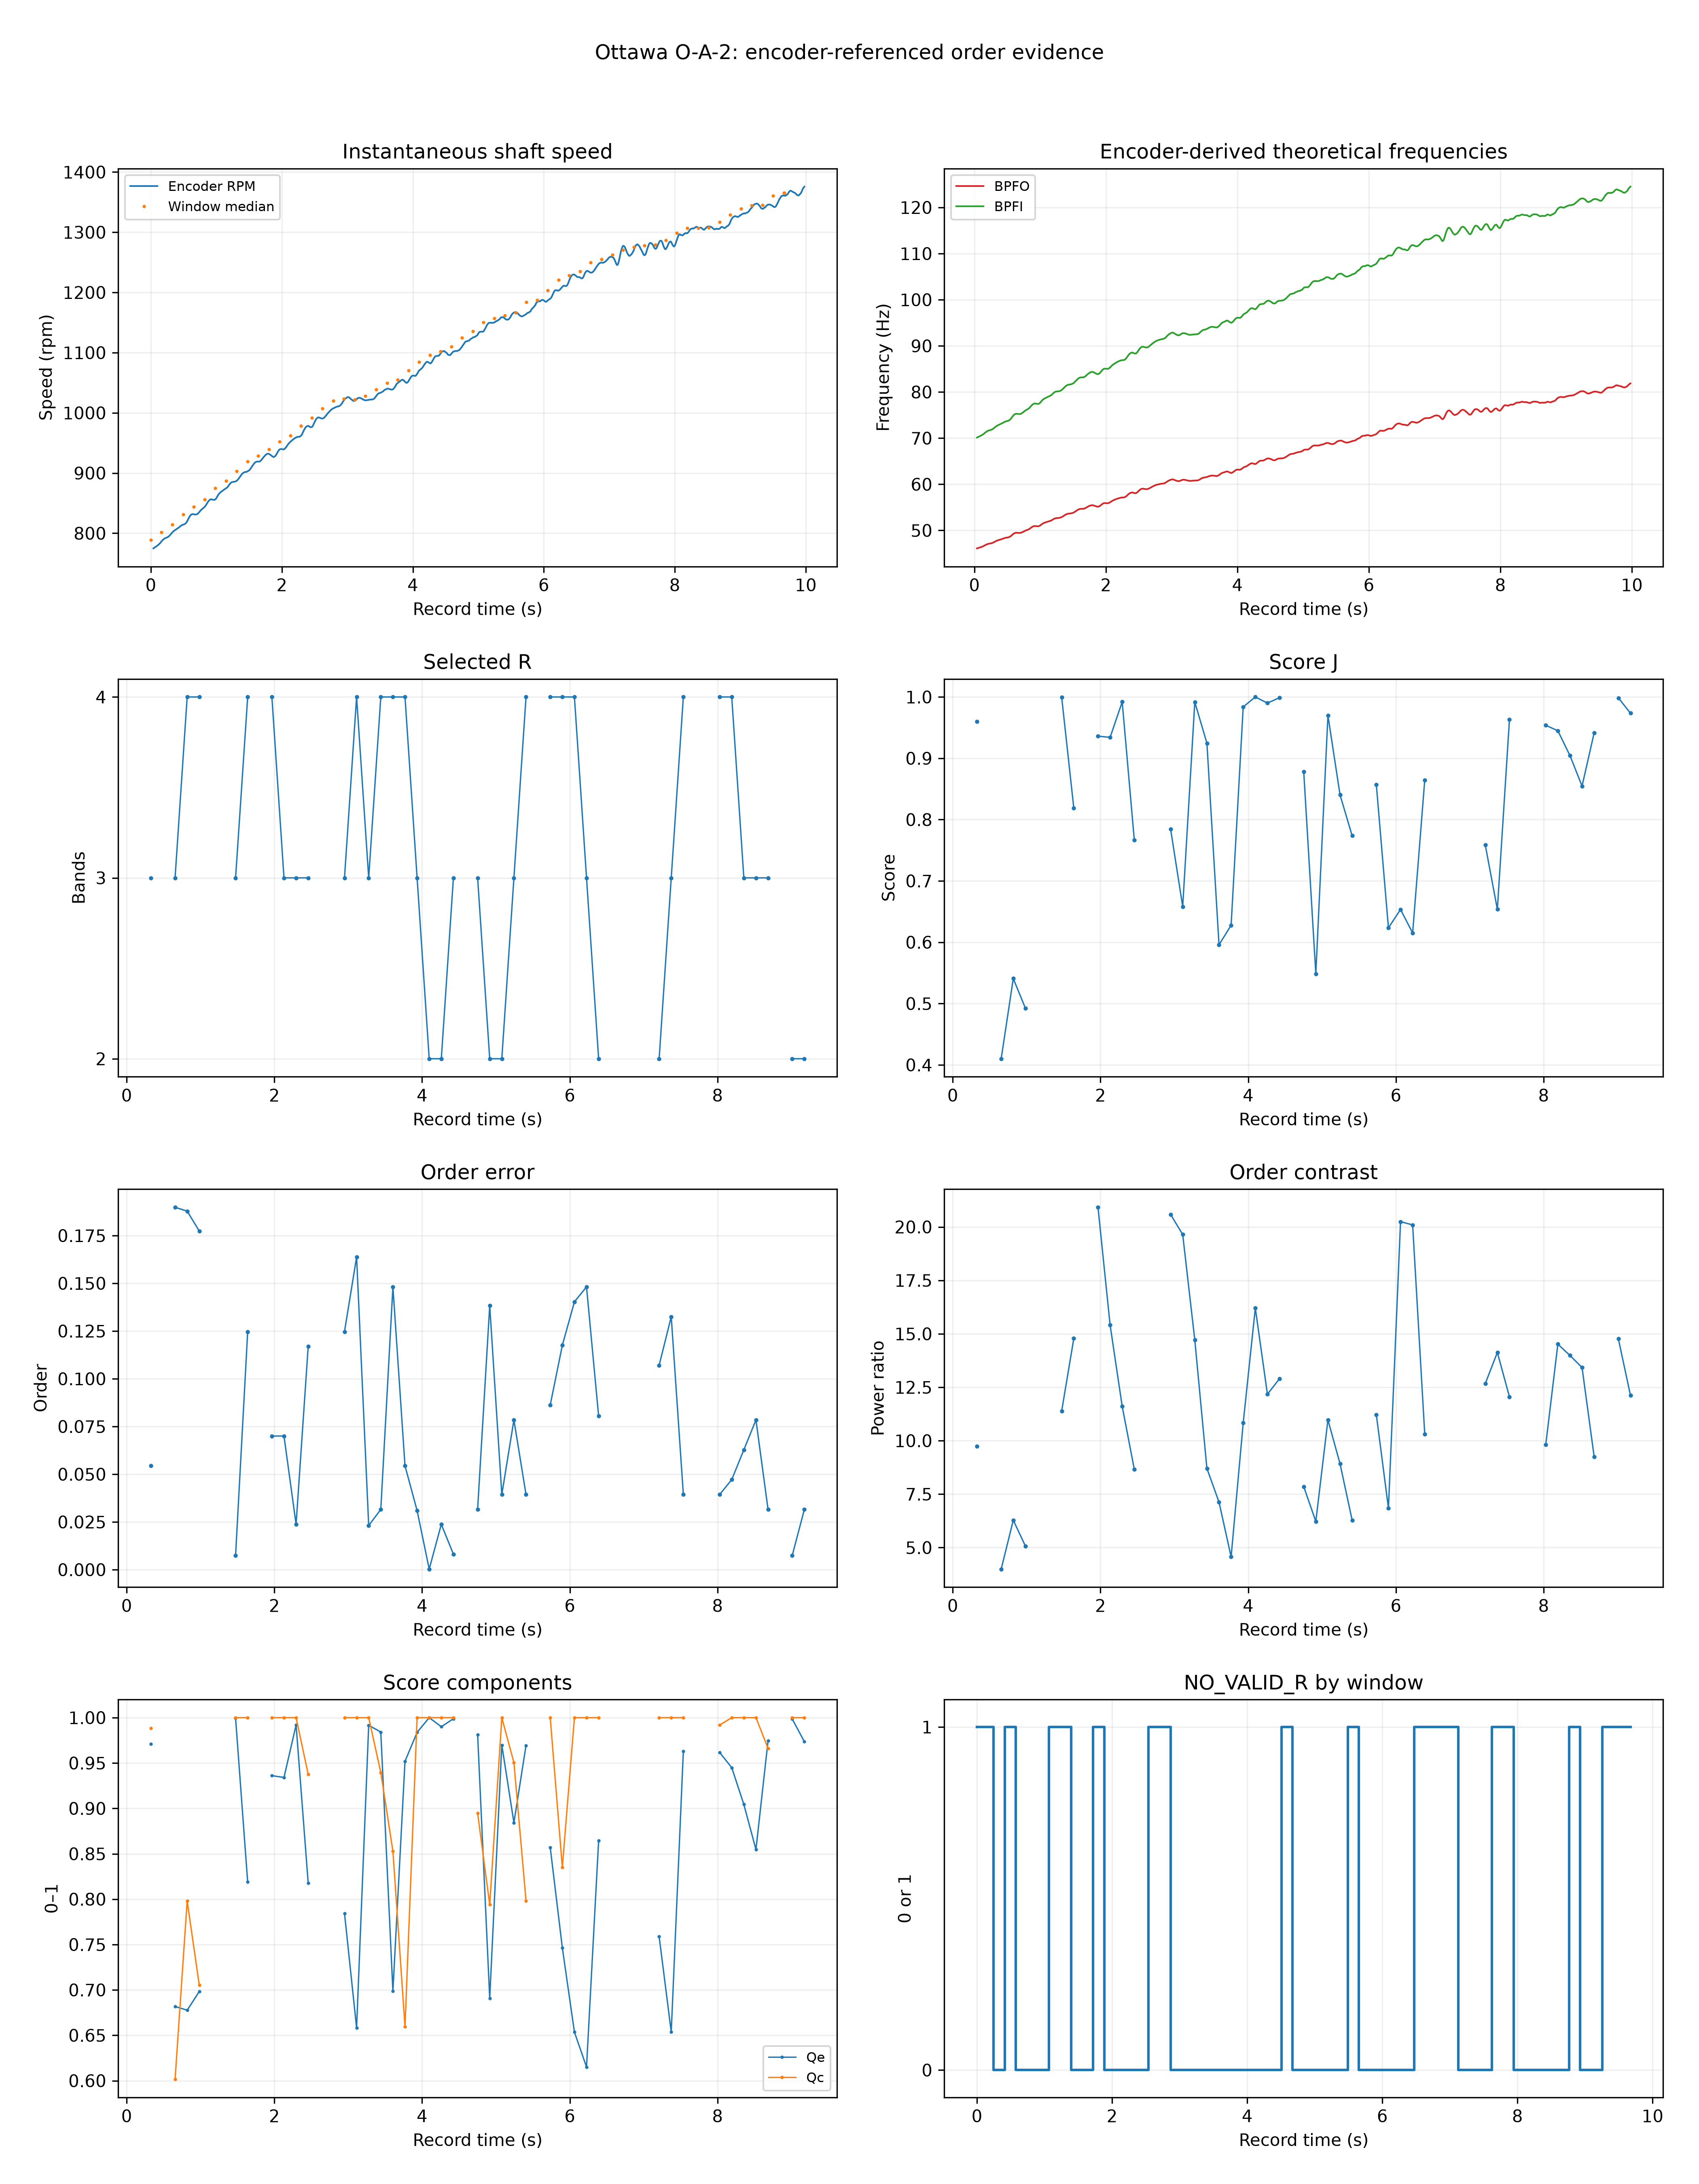 Ottawa O-A-2: encoder-referenced order evidence
Instantaneous shaft speed
Encoder RPM
Window median
1400
1300
1200
1100
1000
900
800
Speed (rpm)
0 2 4 6 8 10
Record time (s)
Encoder-derived theoretical frequencies
BPFO
BPFI
120
110
100
90
80
70
60
50
Frequency (Hz)
0 2 4 6 8 10
Record time (s)
Selected R
4
3
2
Bands
0 2 4 6 8
Record time (s)
Score J
1.0
0.9
0.8
0.7
0.6
0.5
0.4
Score
0 2 4 6 8
Record time (s)
Order error
0.175
0.150
0.125
0.100
0.075
0.050
0.025
0.000
Order
0 2 4 6 8
Record time (s)
Order contrast
20.0
17.5
15.0
12.5
10.0
7.5
5.0
Power ratio
0 2 4 6 8
Record time (s)
Score components
1.00
0.95
0.90
0.85
0.80
0.75
0.70
0.65
0.60
0–1
Qe
Qc
0 2 4 6 8
Record time (s)
NO_VALID_R by window
1
0
0 or 1
0 2 4 6 8 10
Record time (s)